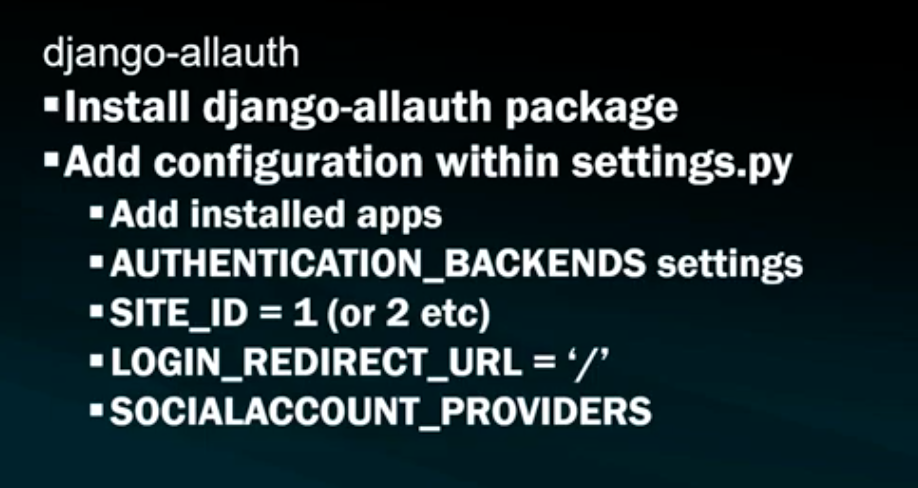 django-allauth
▪Install django-allauth package
▪Add configuration within settings.py
▪Add installed apps
▪AUTHENTICATION_BACKENDS settings
▪SITE_ID = 1 (or 2 etc)
▪LOGIN_REDIRECT_URL = ‘/’
▪SOCIALACCOUNT_PROVIDERS